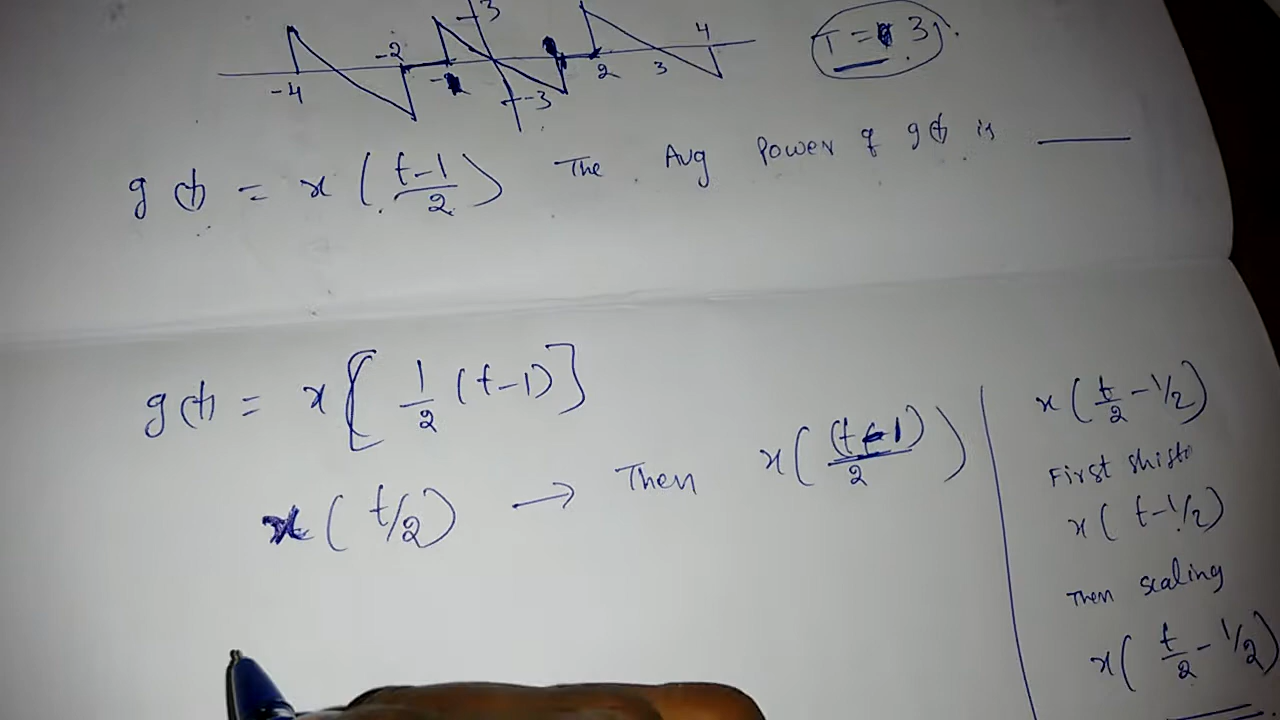 3
-2
4
T = 3
-4
-1
2
3
-3
g(t) = x(t-1/2) The Avg Power of g(t) is ____
g(t) = x[1/2 (t-1)]
x(t/2) → Then x((t-1)/2)
x(t/2 - 1/2)
First shift
x(t-1/2)
Then scaling
x(t/2 - 1/2)